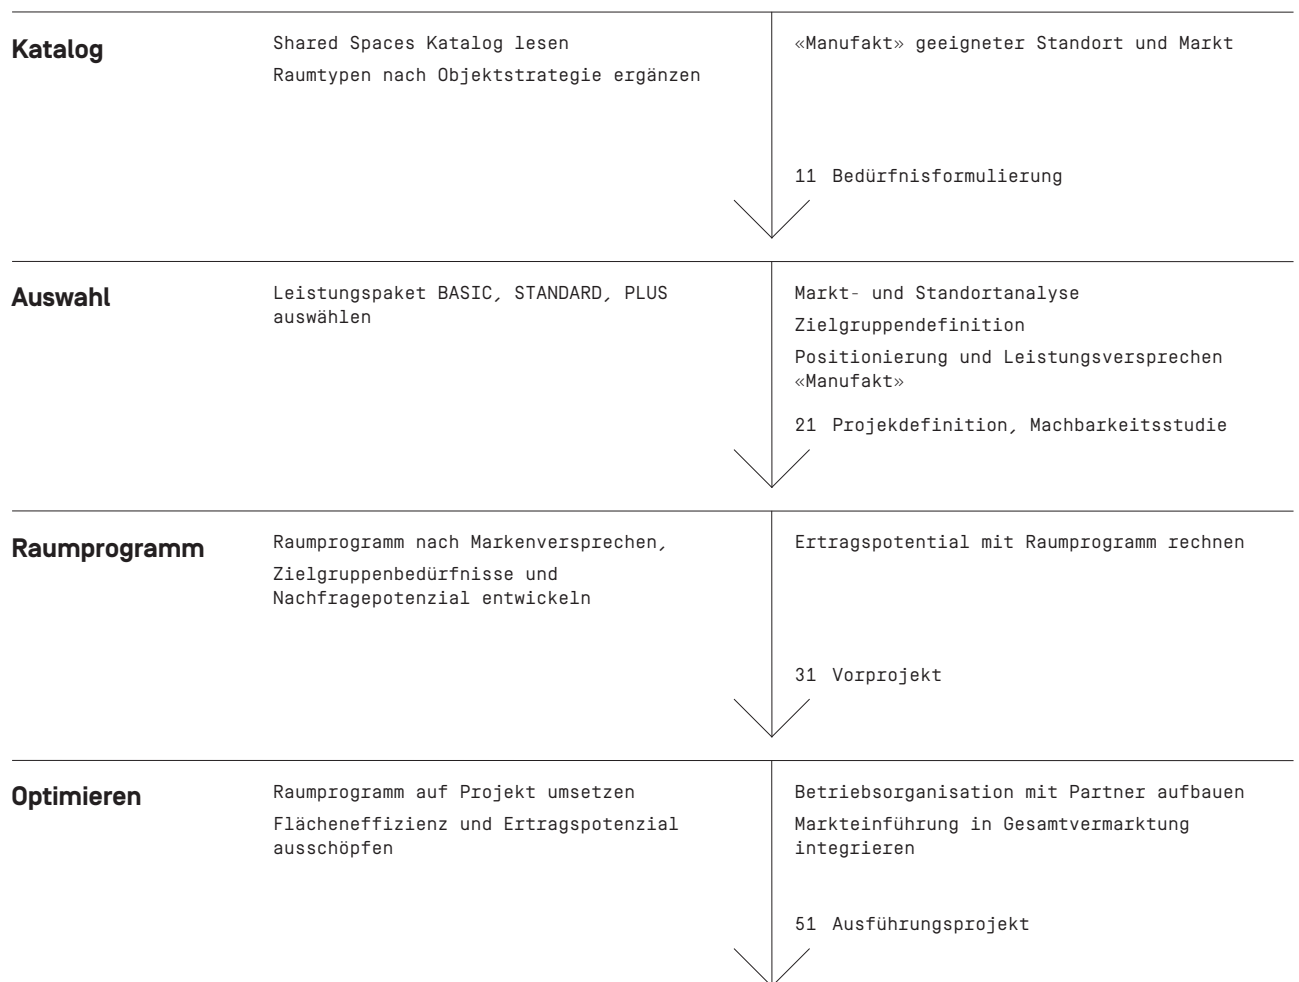 Katalog
Shared Spaces Katalog lesen
Raumtypen nach Objektstrategie ergänzen
«Manufakt» geeigneter Standort und Markt
11 Bedürfnisformulierung
Auswahl
Leistungspaket BASIC, STANDARD, PLUS
auswählen
Markt- und Standortanalyse
Zielgruppendefinition
Positionierung und Leistungsversprechen
«Manufakt»
21 Projekdefinition, Machbarkeitsstudie
Raumprogramm
Raumprogramm nach Markenversprechen,
Zielgruppenbedürfnisse und
Nachfragepotenzial entwickeln
Ertragspotential mit Raumprogramm rechnen
31 Vorprojekt
Optimieren
Raumprogramm auf Projekt umsetzen
Flächeneffizienz und Ertragspotenzial
ausschöpfen
Betriebsorganisation mit Partner aufbauen
Markteinführung in Gesamtvermarktung
integrieren
51 Ausführungsprojekt